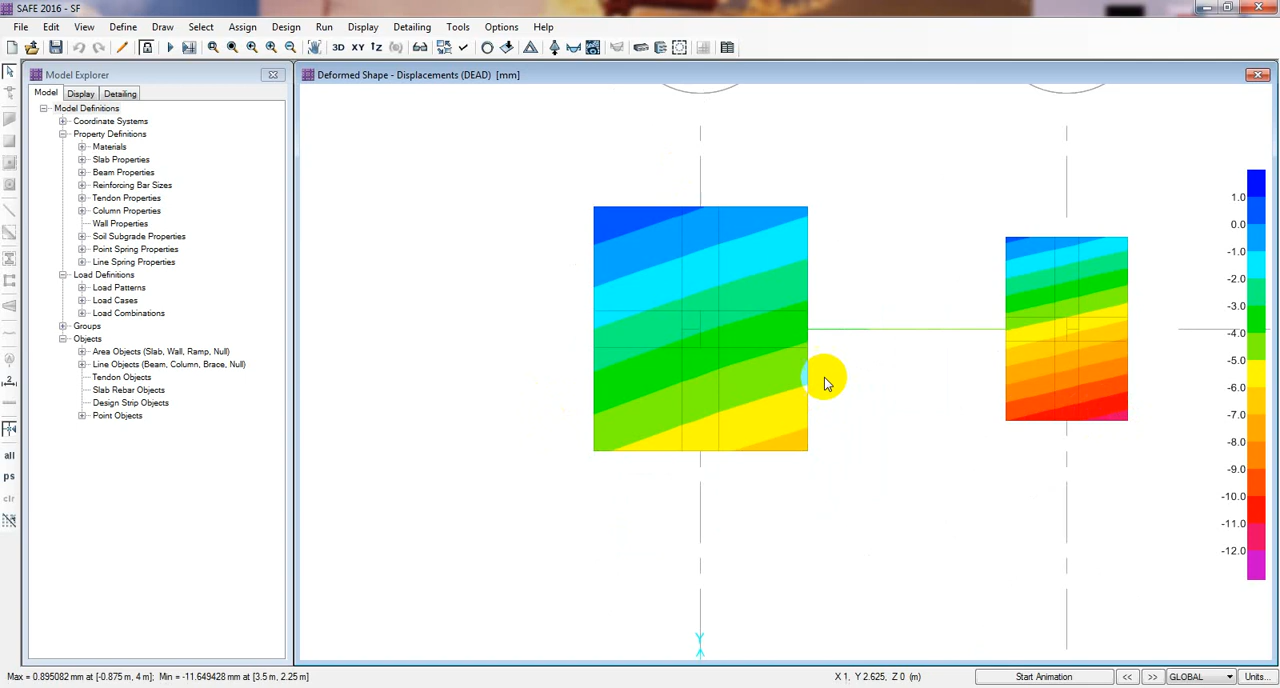 SAFE 2016 - SF
File Edit View Define Draw Select Assign Design Run Display Detailing Tools Options Help
3D XY
Model Explorer
Model Display Detailing
Model Definitions
Coordinate Systems
Property Definitions
Materials
Slab Properties
Beam Properties
Reinforcing Bar Sizes
Tendon Properties
Column Properties
Wall Properties
Soil Subgrade Properties
Point Spring Properties
Line Spring Properties
Load Definitions
Load Patterns
Load Cases
Load Combinations
Groups
Objects
Area Objects (Slab, Wall, Ramp, Null)
Line Objects (Beam, Column, Brace, Null)
Tendon Objects
Slab Rebar Objects
Design Strip Objects
Point Objects
all
ps
clr
Deformed Shape - Displacements (DEAD) [mm]
1.0
0.0
-1.0
-2.0
-3.0
-4.0
-5.0
-6.0
-7.0
-8.0
-9.0
-10.0
-11.0
-12.0
Y
Max = 0.895082 mm at [-0.875 m, 4 m]; Min = -11.649428 mm at [3.5 m, 2.25 m]
X 1, Y 2.625, Z 0 (m)
Start Animation << >> GLOBAL Units...